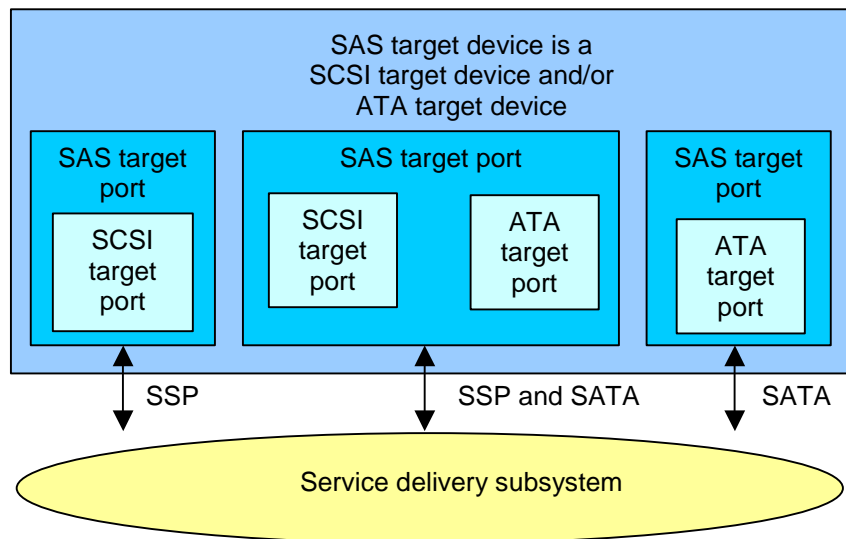 SAS target device is a
SCSI target device and/or
ATA target device
SAS target
port
SCSI
target
port
SAS target port
SCSI
target
port
ATA
target
port
SAS target
port
ATA
target
port
SSP
SSP and SATA
SATA
Service delivery subsystem